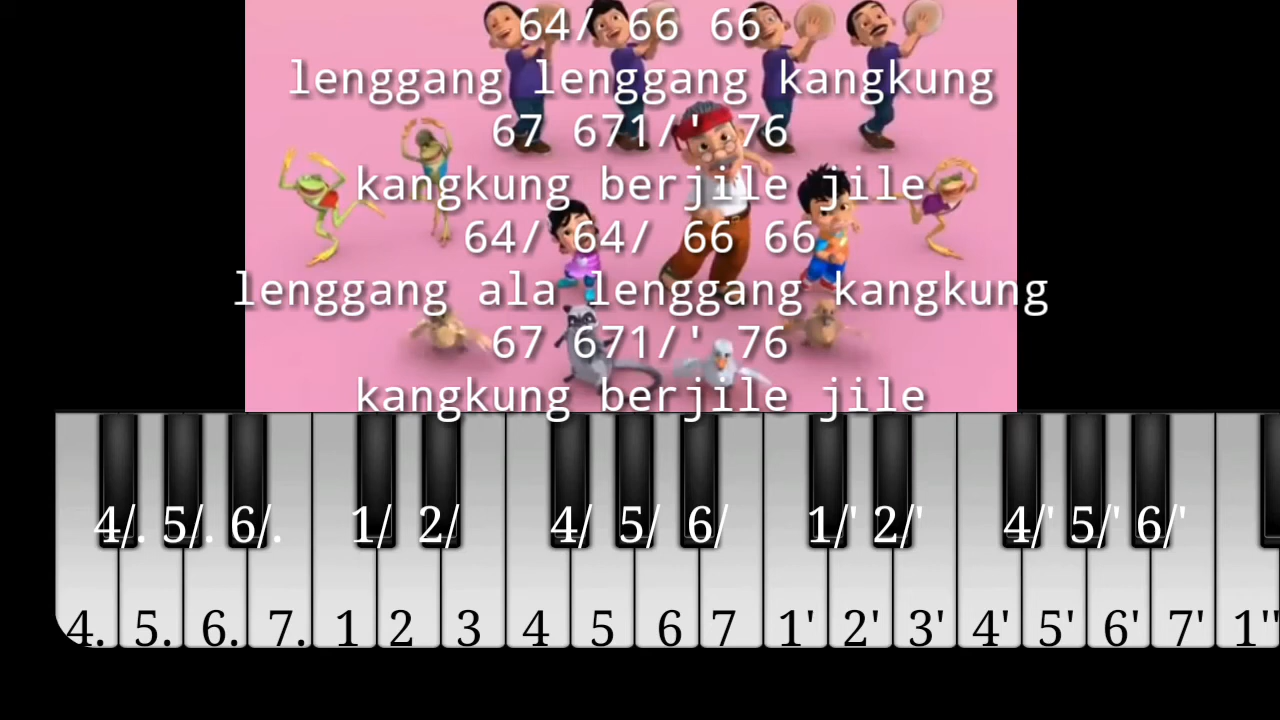 64/ 66 66
lenggang lenggang kangkung
67 671/' 76
kangkung berjile jile
64/ 64/ 66 66
lenggang ala lenggang kangkung
67 671/' 76
kangkung berjile jile
4/. 5/. 6/. 1/ 2/ 4/ 5/ 6/ 1/' 2/' 4/' 5/' 6/'
4. 5. 6. 7. 1 2 3 4 5 6 7 1' 2' 3' 4' 5' 6' 7' 1''